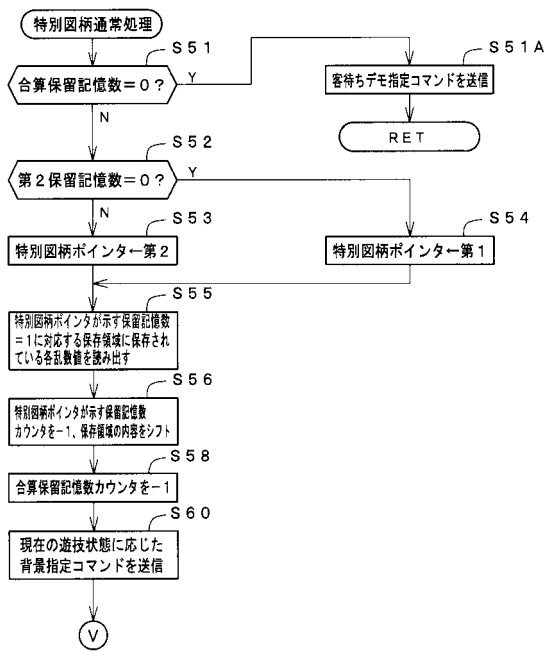 特別図柄通常処理
S51
合算保留記憶数=0?
Y
S51A
客待ちデモ指定コマンドを送信
RET
N
S52
第2保留記憶数=0?
Y
N
S53
特別図柄ポインタ←第2
S54
特別図柄ポインタ←第1
S55
特別図柄ポインタが示す保留記憶数
=1に対応する保存領域に保存され
ている各乱数値を読み出す
S56
特別図柄ポインタが示す保留記憶数
カウンタを-1、保存領域の内容をシフト
S58
合算保留記憶数カウンタを-1
S60
現在の遊技状態に応じた
背景指定コマンドを送信
V